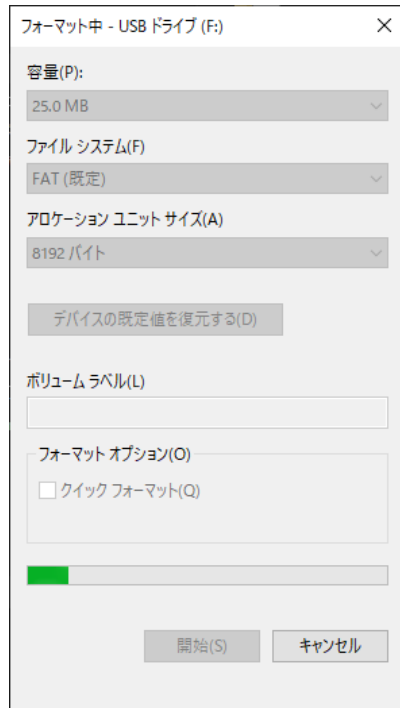 フォーマット中 - USB ドライブ (F:)
容量(P):
25.0 MB
ファイル システム(F)
FAT (既定)
アロケーション ユニット サイズ(A)
8192 バイト
デバイスの既定値を復元する(D)
ボリューム ラベル(L)
フォーマット オプション(O)
クイック フォーマット(Q)
開始(S)
キャンセル